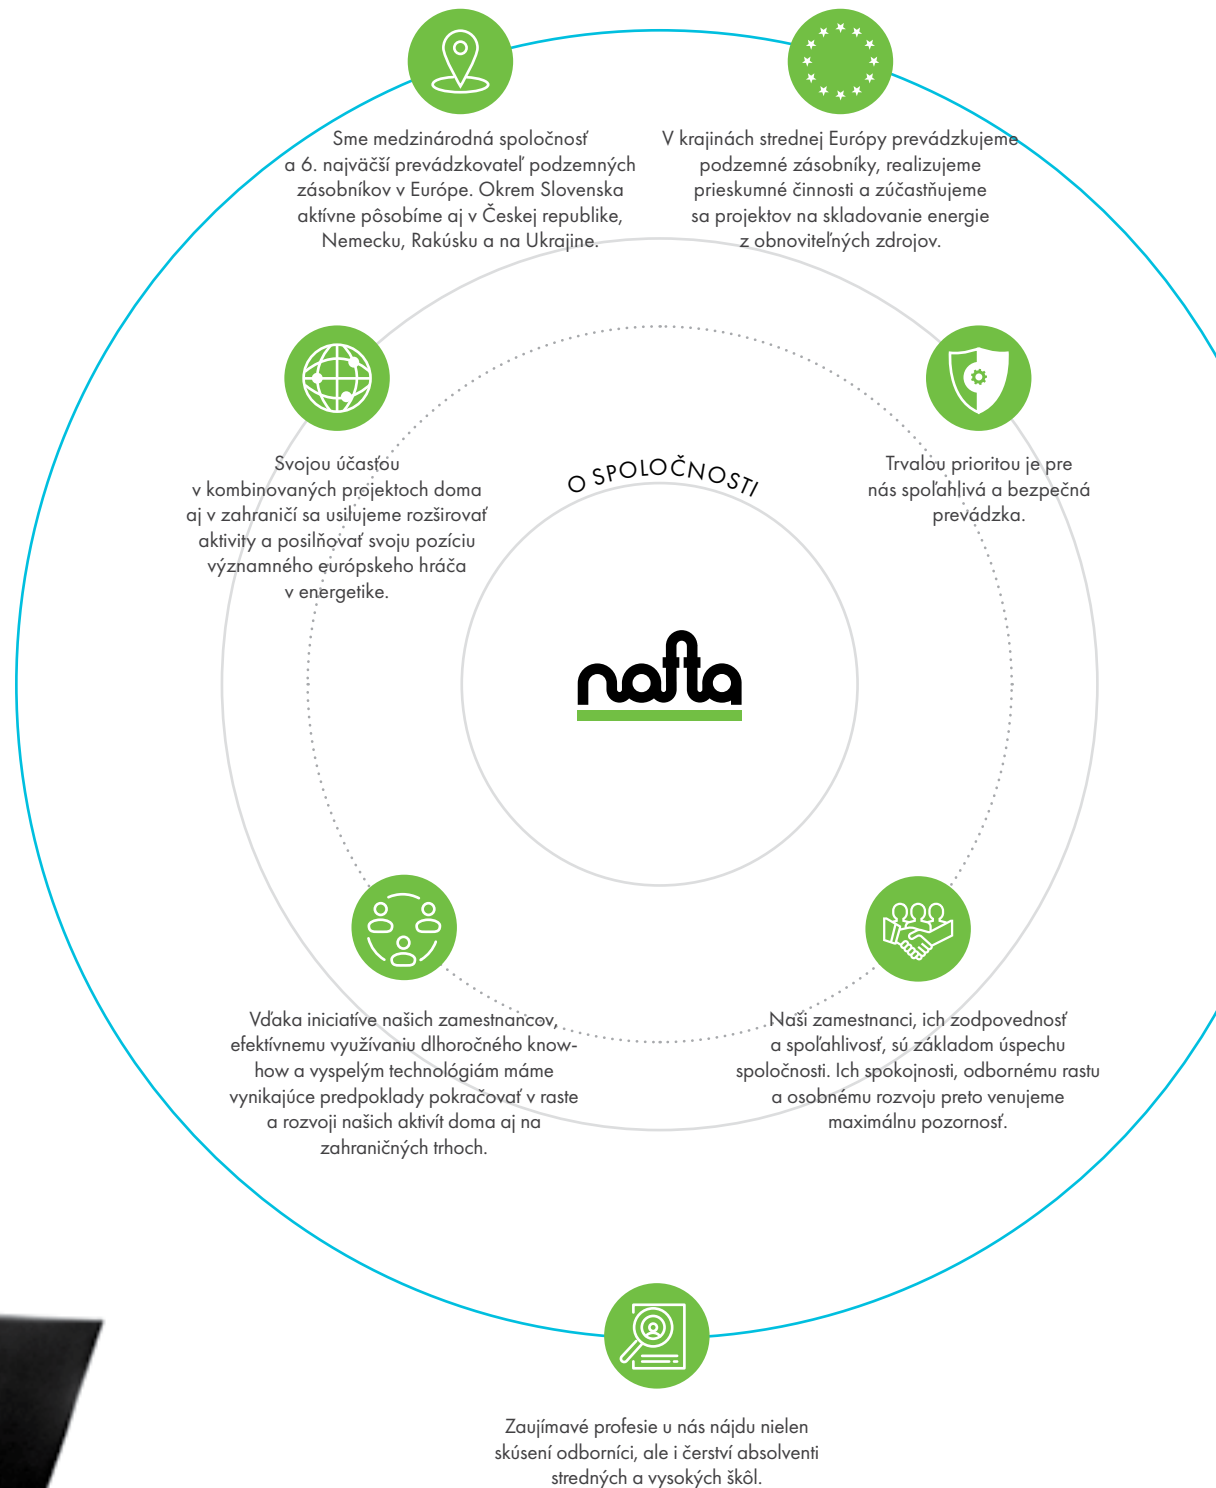 Sme medzinárodná spoločnosť
a 6. najväčší prevádzkovateľ podzemných
zásobníkov v Európe. Okrem Slovenska
aktívne pôsobíme aj v Českej republike,
Nemecku, Rakúsku a na Ukrajine.
V krajinách strednej Európy prevádzkujeme
podzemné zásobníky, realizujeme
prieskumné činnosti a zúčastňujeme
sa projektov na skladovanie energie
z obnoviteľných zdrojov.
Svojou účasťou
v kombinovaných projektoch doma
aj v zahraničí sa usilujeme rozširovať
aktivity a posilňovať svoju pozíciu
významného európskeho hráča
v energetike.
O SPOLOČNOSTI
Trvalou prioritou je pre
nás spoľahlivá a bezpečná
prevádzka.
nafta
Vďaka iniciatíve našich zamestnancov,
efektívnemu využívaniu dlhoročného know-
how a vyspelým technológiám máme
vynikajúce predpoklady pokračovať v raste
a rozvoji našich aktivít doma aj na
zahraničných trhoch.
Naši zamestnanci, ich zodpovednosť
a spoľahlivosť, sú základom úspechu
spoločnosti. Ich spokojnosti, odbornému rastu
a osobnému rozvoju preto venujeme
maximálnu pozornosť.
Zaujímavé profesie u nás nájdu nielen
skúsení odborníci, ale i čerství absolventi
stredných a vysokých škôl.